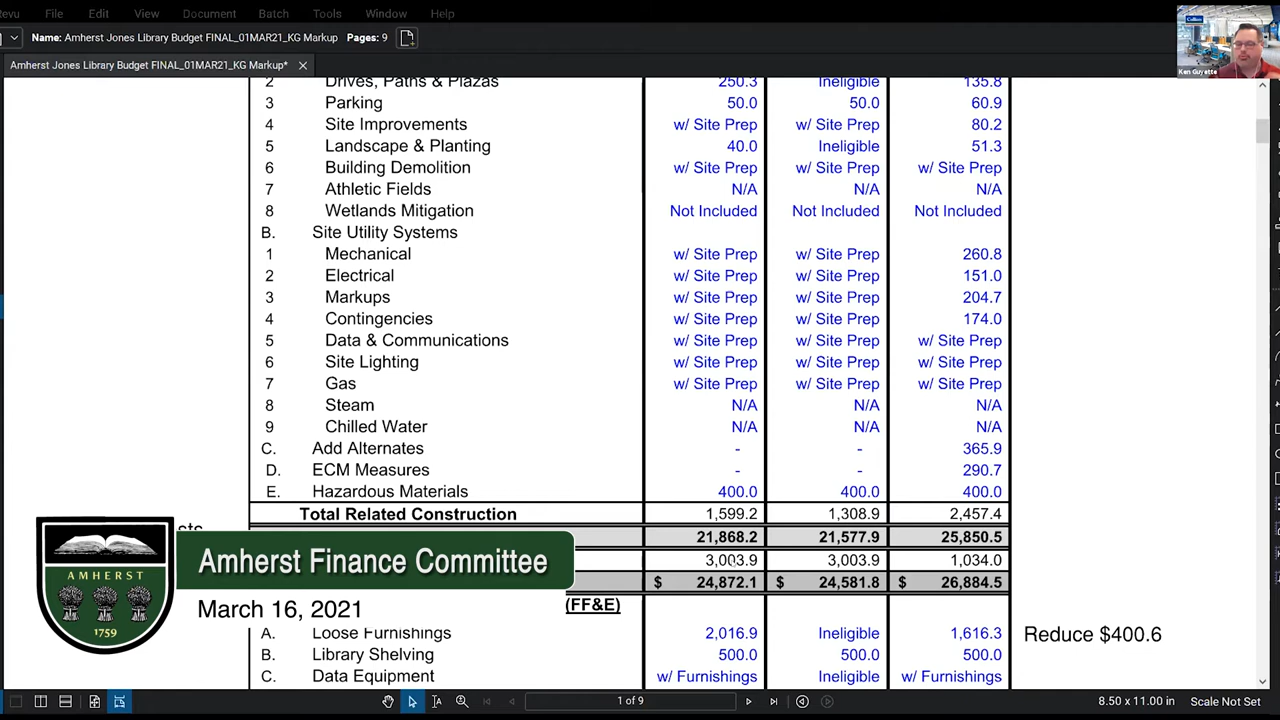 Revu File Edit View Document Batch Tools Window Help
Name: Amherst Jones Library Budget FINAL_01MAR21_KG Markup Pages: 9
Amherst Jones Library Budget FINAL_01MAR21_KG Markup*
Colliers
Ken Guyette
2 Drives, Paths & Plazas 250.3 Ineligible 135.8
3 Parking 50.0 50.0 60.9
4 Site Improvements w/ Site Prep w/ Site Prep 80.2
5 Landscape & Planting 40.0 Ineligible 51.3
6 Building Demolition w/ Site Prep w/ Site Prep w/ Site Prep
7 Athletic Fields N/A N/A N/A
8 Wetlands Mitigation Not Included Not Included Not Included
B. Site Utility Systems
1 Mechanical w/ Site Prep w/ Site Prep 260.8
2 Electrical w/ Site Prep w/ Site Prep 151.0
3 Markups w/ Site Prep w/ Site Prep 204.7
4 Contingencies w/ Site Prep w/ Site Prep 174.0
5 Data & Communications w/ Site Prep w/ Site Prep w/ Site Prep
6 Site Lighting w/ Site Prep w/ Site Prep w/ Site Prep
7 Gas w/ Site Prep w/ Site Prep w/ Site Prep
8 Steam N/A N/A N/A
9 Chilled Water N/A N/A N/A
C. Add Alternates - - 365.9
D. ECM Measures - - 290.7
E. Hazardous Materials 400.0 400.0 400.0
Total Related Construction 1,599.2 1,308.9 2,457.4
21,868.2 21,577.9 25,850.5
3,003.9 3,003.9 1,034.0
$ 24,872.1 $ 24,581.8 $ 26,884.5
(FF&E)
A. Loose Furnishings 2,016.9 Ineligible 1,616.3 Reduce $400.6
B. Library Shelving 500.0 500.0 500.0
C. Data Equipment w/ Furnishings Ineligible w/ Furnishings
AMHERST
1759
Amherst Finance Committee
March 16, 2021
1 of 9
8.50 x 11.00 in Scale Not Set